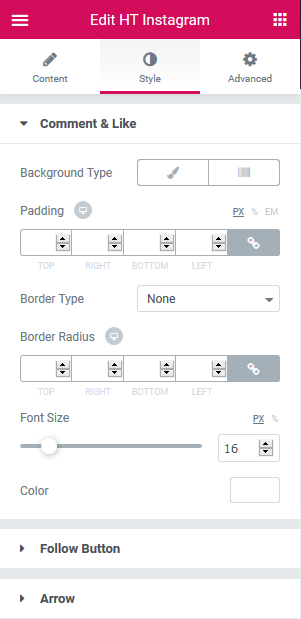 Edit HT Instagram
Content Style Advanced
Comment & Like
Background Type
Padding PX % EM
TOP RIGHT BOTTOM LEFT
Border Type None
Border Radius
TOP RIGHT BOTTOM LEFT
Font Size PX %
16
Color
Follow Button
Arrow